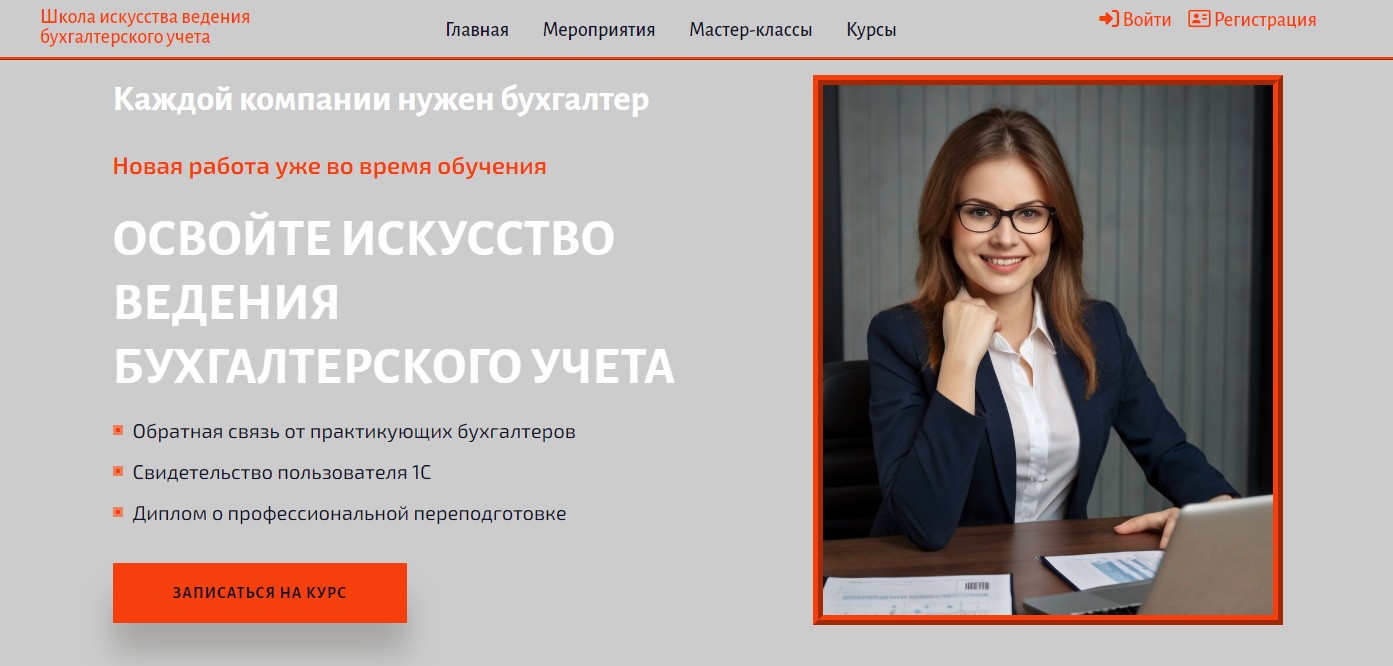 Школа искусства ведения
бухгалтерского учета
Главная
Мероприятия
Мастер-классы
Курсы
Войти
Регистрация
Каждой компании нужен бухгалтер
Новая работа уже во время обучения
ОСВОЙТЕ ИСКУССТВО
ВЕДЕНИЯ
БУХГАЛТЕРСКОГО УЧЕТА
Обратная связь от практикующих бухгалтеров
Свидетельство пользователя 1С
Диплом о профессиональной переподготовке
ЗАПИСАТЬСЯ НА КУРС